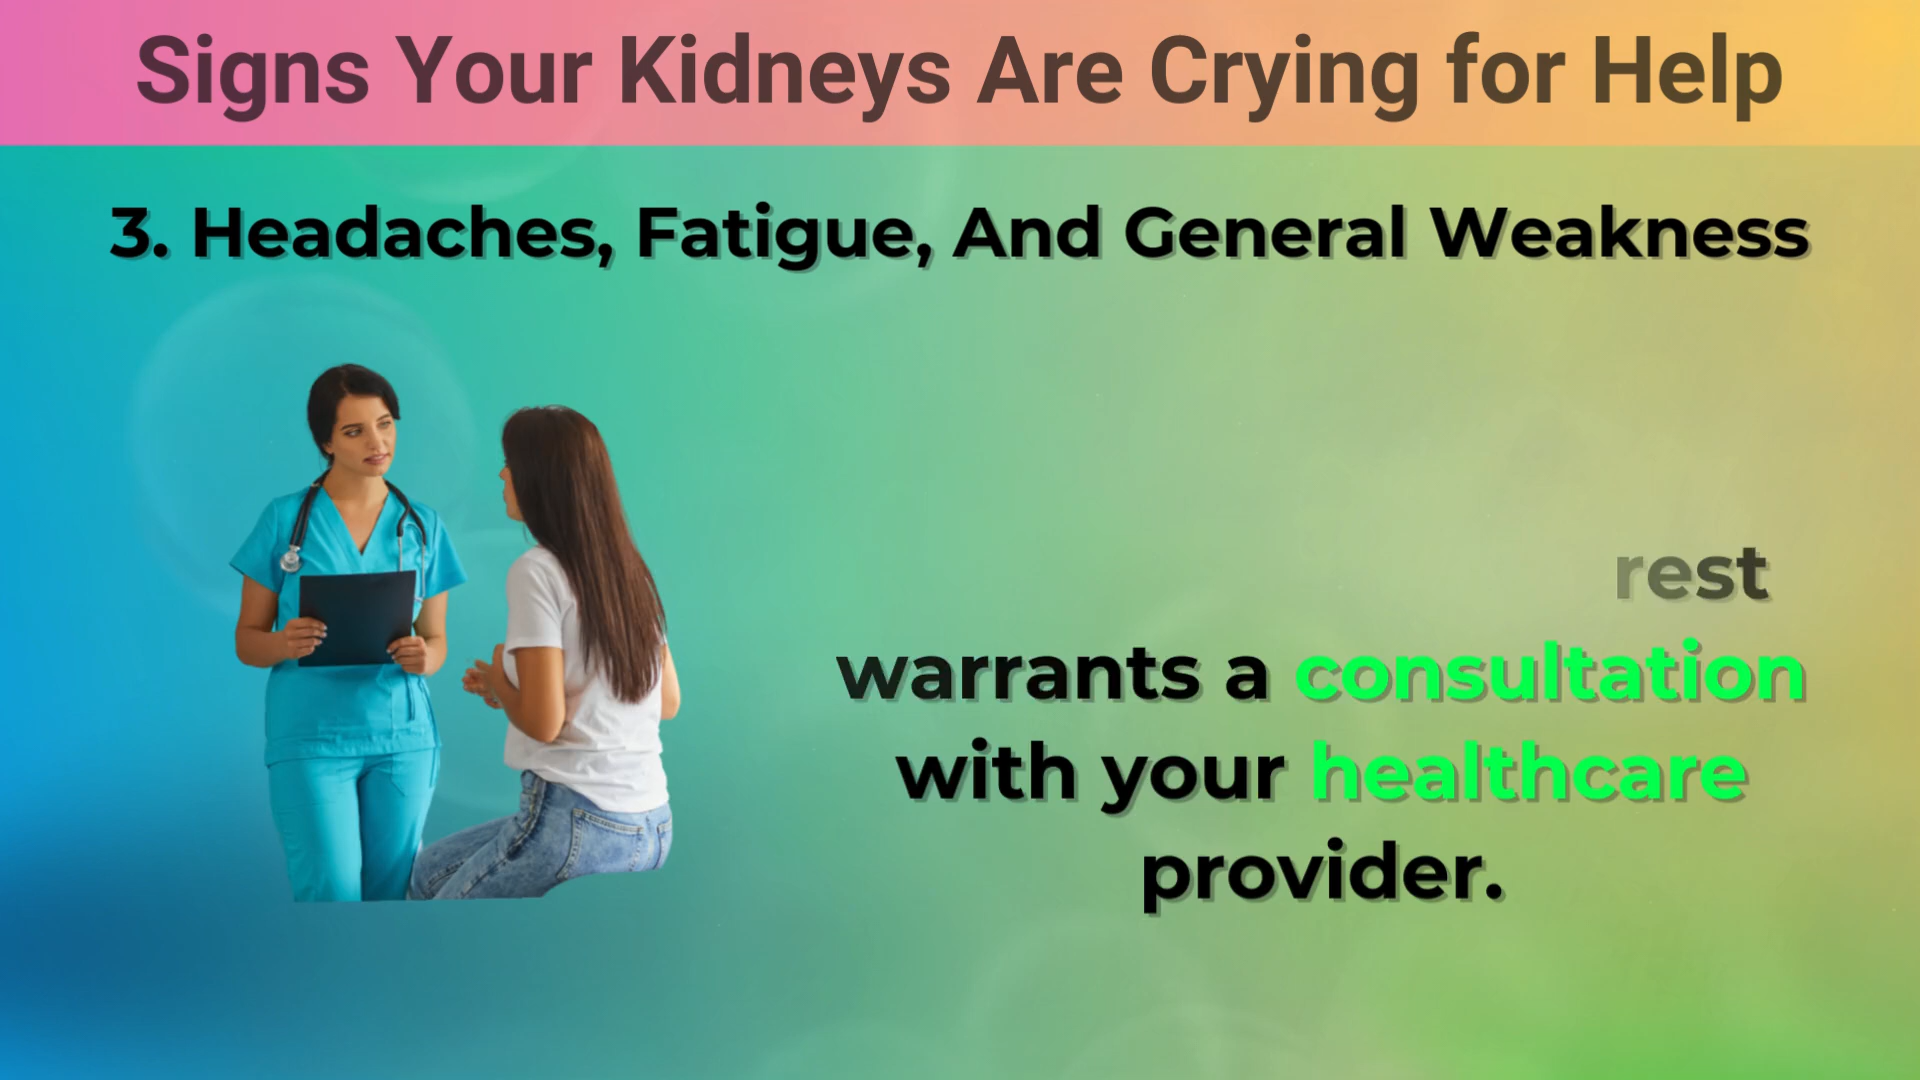 Signs Your Kidneys Are Crying for Help
3. Headaches, Fatigue, And General Weakness
rest
warrants a consultation
with your healthcare
provider.